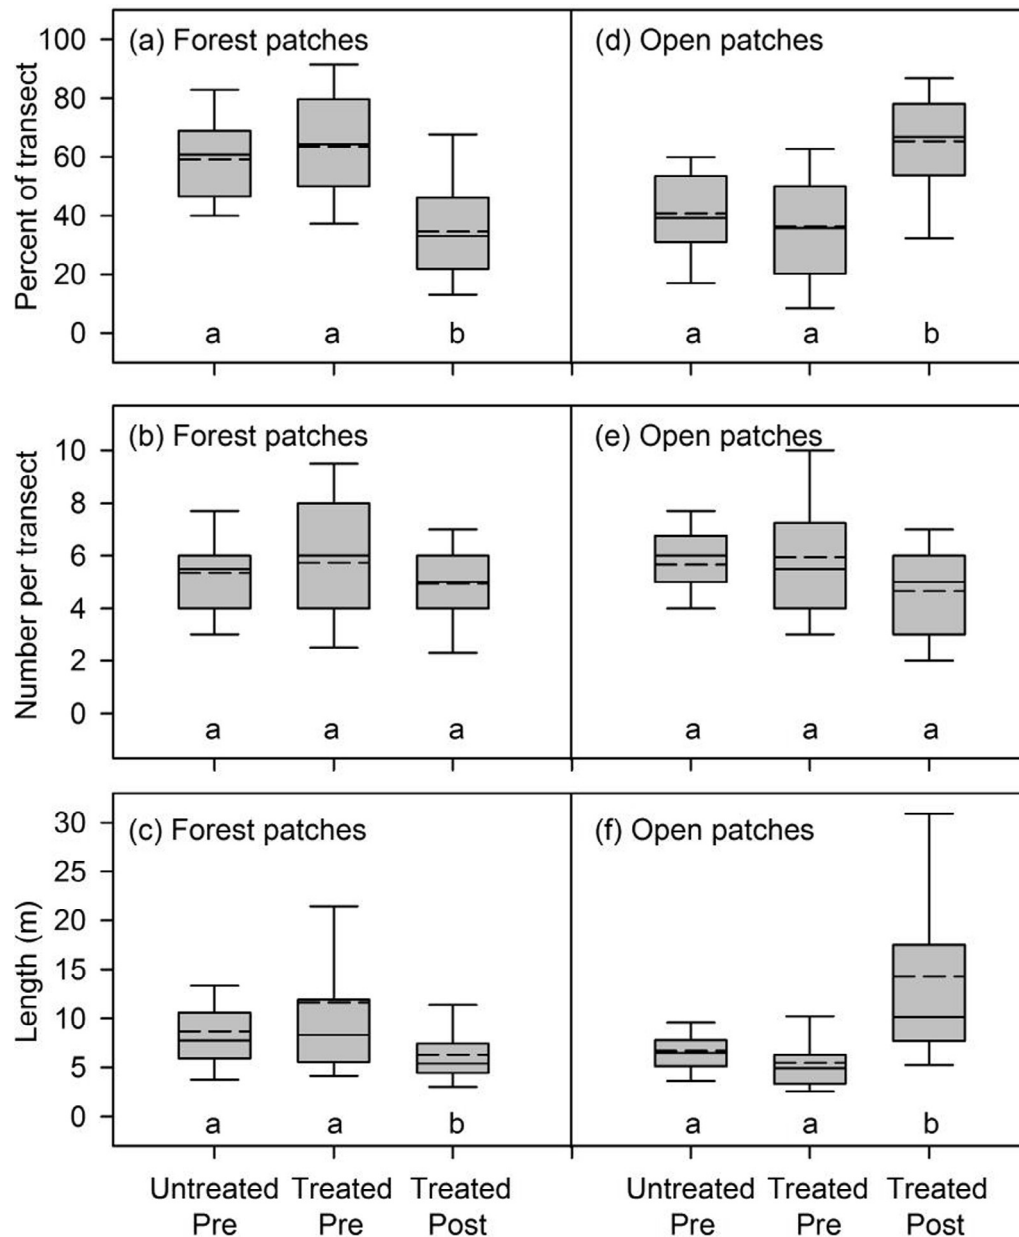 (a) Forest patches
(d) Open patches
Percent of transect
100
80
60
40
20
0
a
a
b
a
a
b
(b) Forest patches
(e) Open patches
Number per transect
10
8
6
4
2
0
a
a
a
a
a
a
(c) Forest patches
(f) Open patches
Length (m)
30
25
20
15
10
5
0
a
a
b
a
a
b
Untreated Pre
Treated Pre
Treated Post
Untreated Pre
Treated Pre
Treated Post